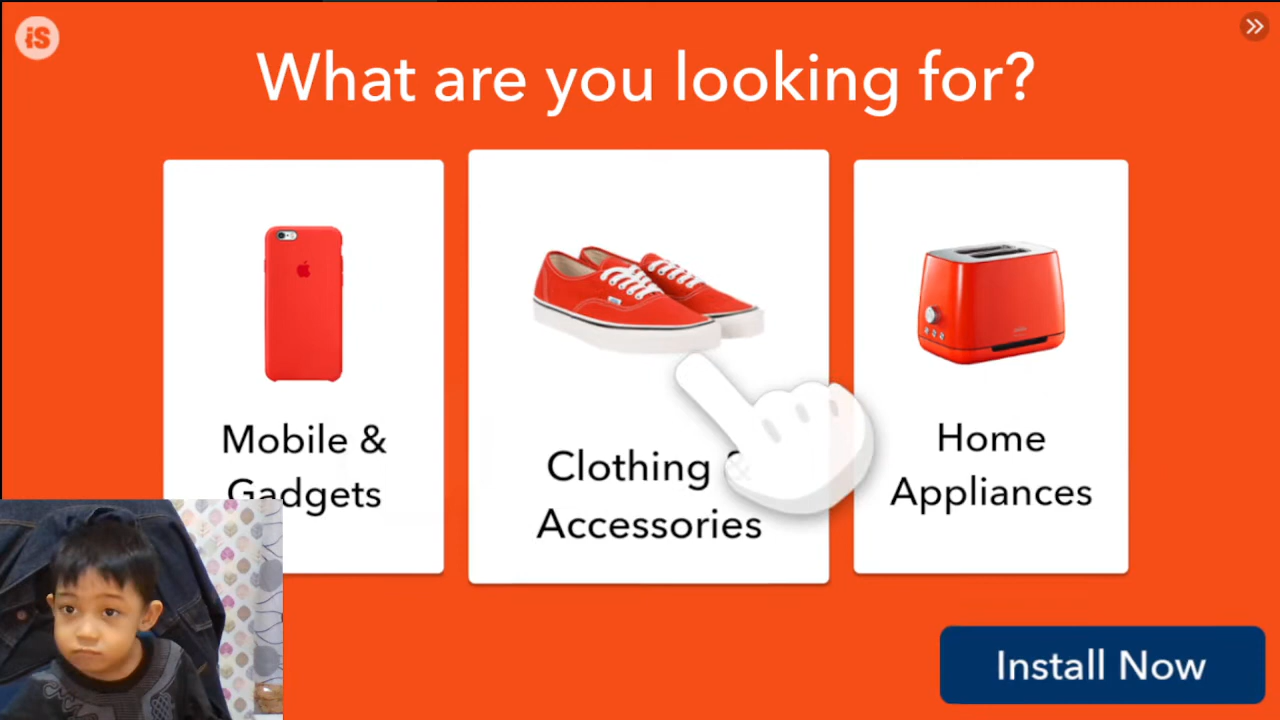 iS
What are you looking for?
Mobile &
Gadgets
Clothing &
Accessories
Home
Appliances
Install Now